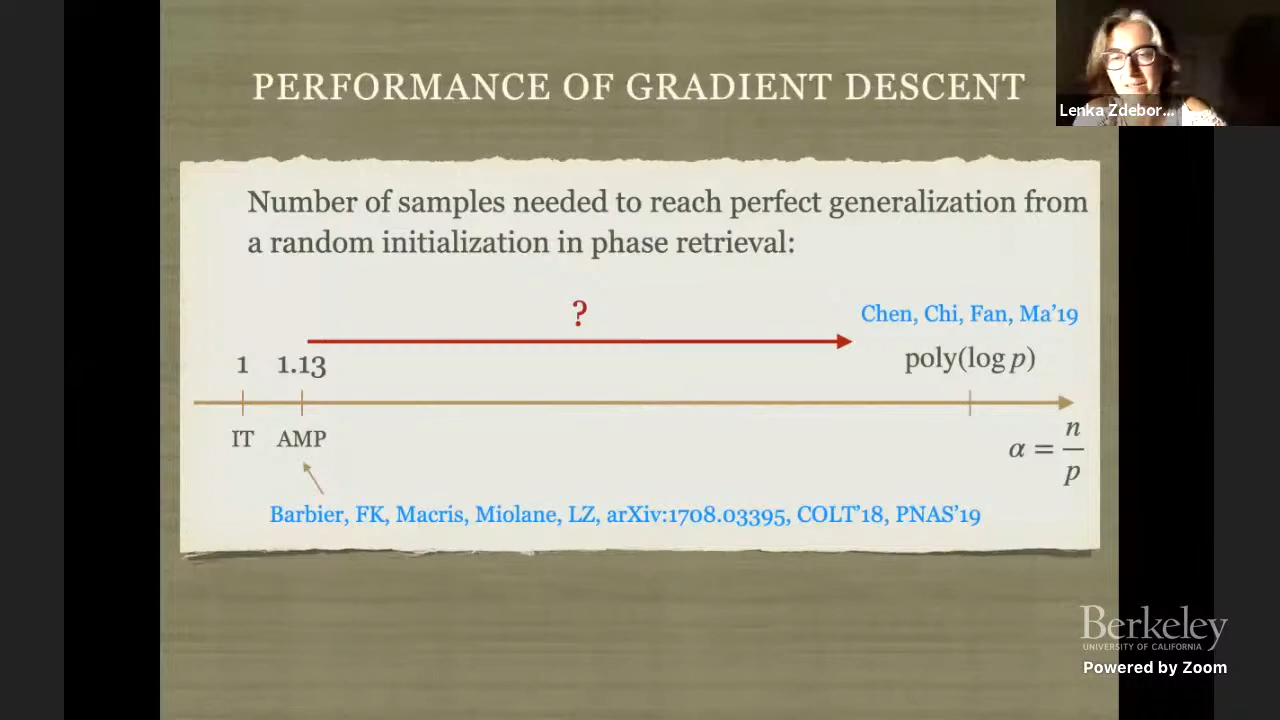 PERFORMANCE OF GRADIENT DESCENT
Lenka Zdebor...
Number of samples needed to reach perfect generalization from
a random initialization in phase retrieval:
?
Chen, Chi, Fan, Ma'19
1 1.13 poly(log p)
IT AMP
α = n/p
Barbier, FK, Macris, Miolane, LZ, arXiv:1708.03395, COLT'18, PNAS'19
Berkeley
UNIVERSITY OF CALIFORNIA
Powered by Zoom